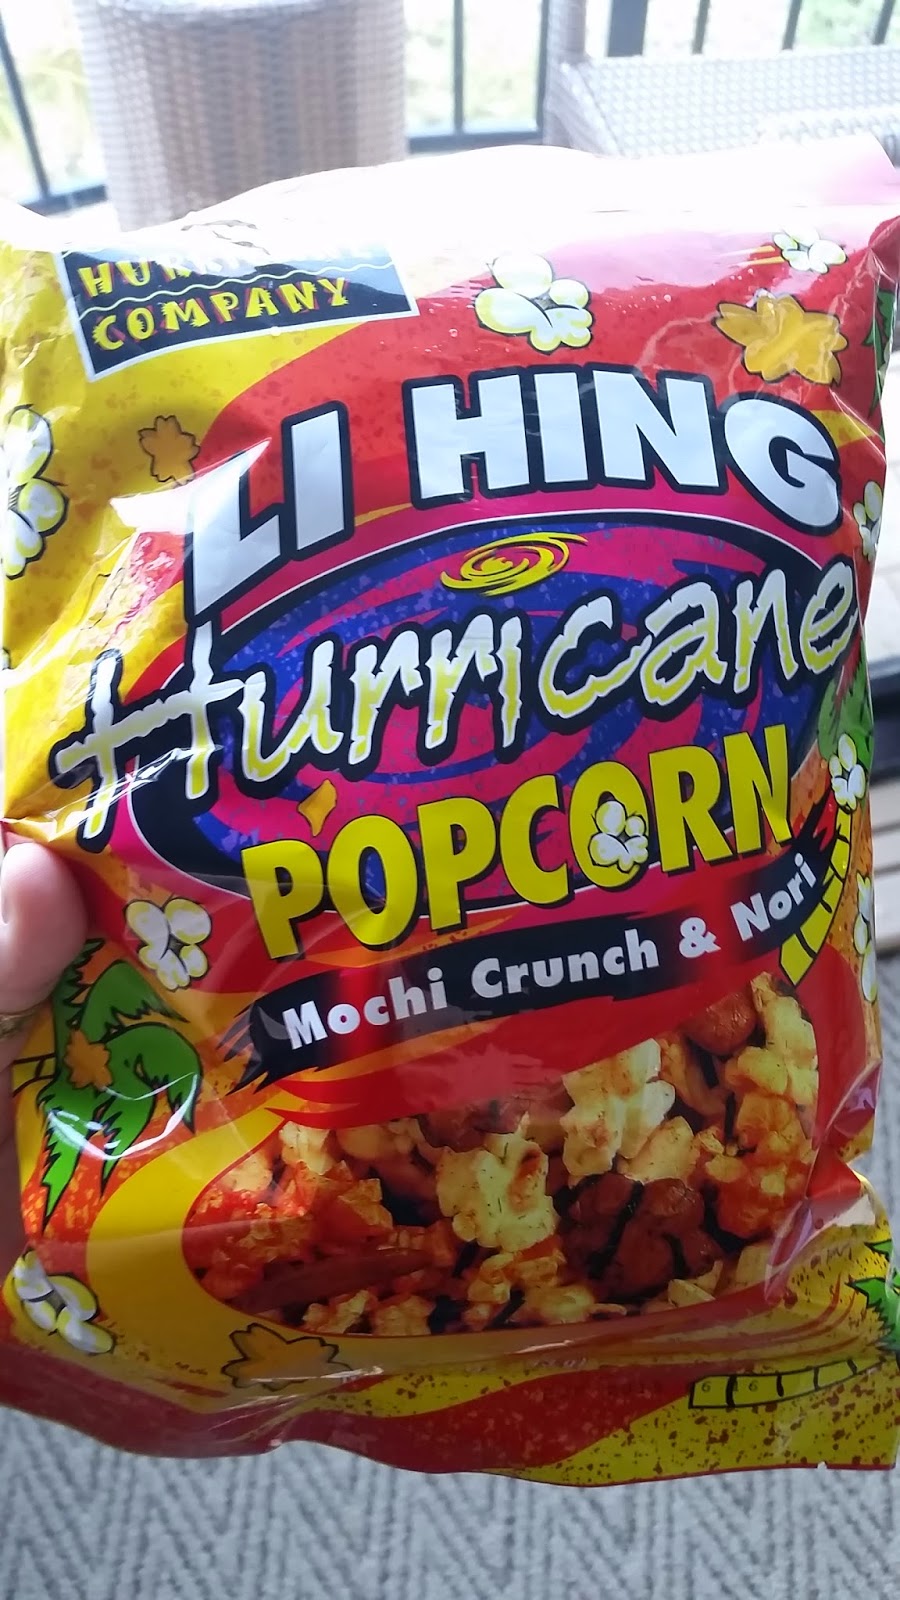 COMPANY
LI HING
Hurricane
POPCORN
Mochi Crunch & Nori